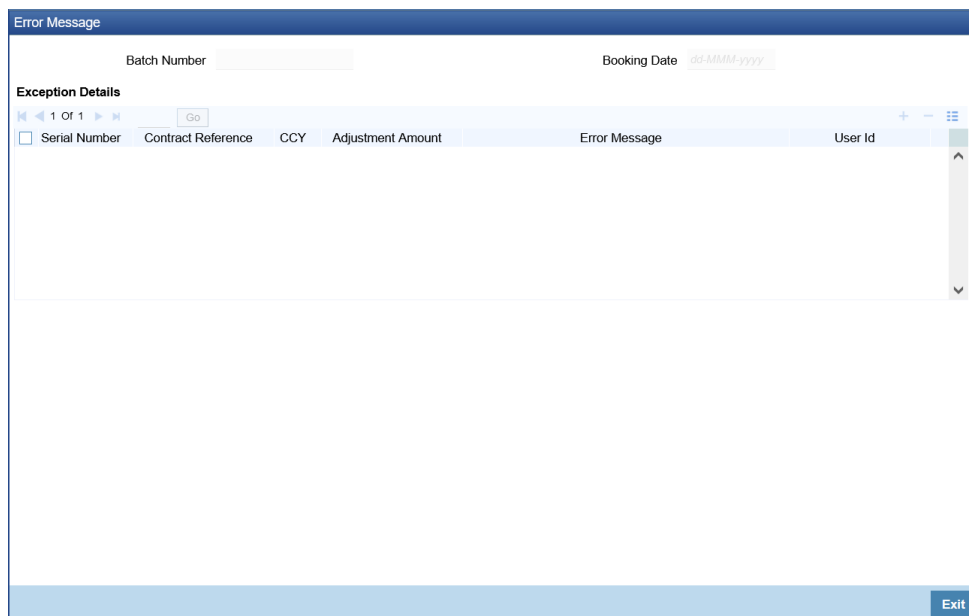 Error Message
Batch Number
Booking Date dd-MMM-yyyy
Exception Details
1 Of 1 Go
Serial Number Contract Reference CCY Adjustment Amount Error Message User Id
Exit